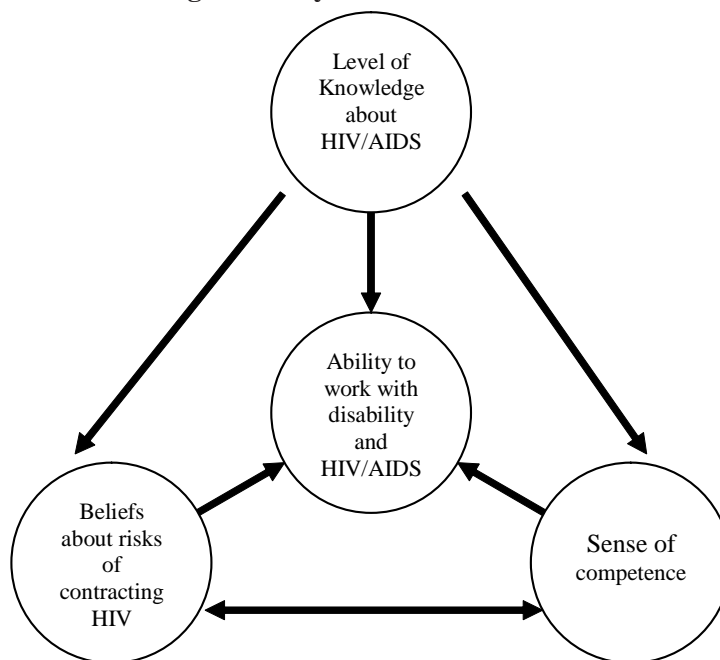 Level of
Knowledge
about
HIV/AIDS
Ability to
work with
disability
and
HIV/AIDS
Beliefs
about risks
of
contracting
HIV
Sense of
competence